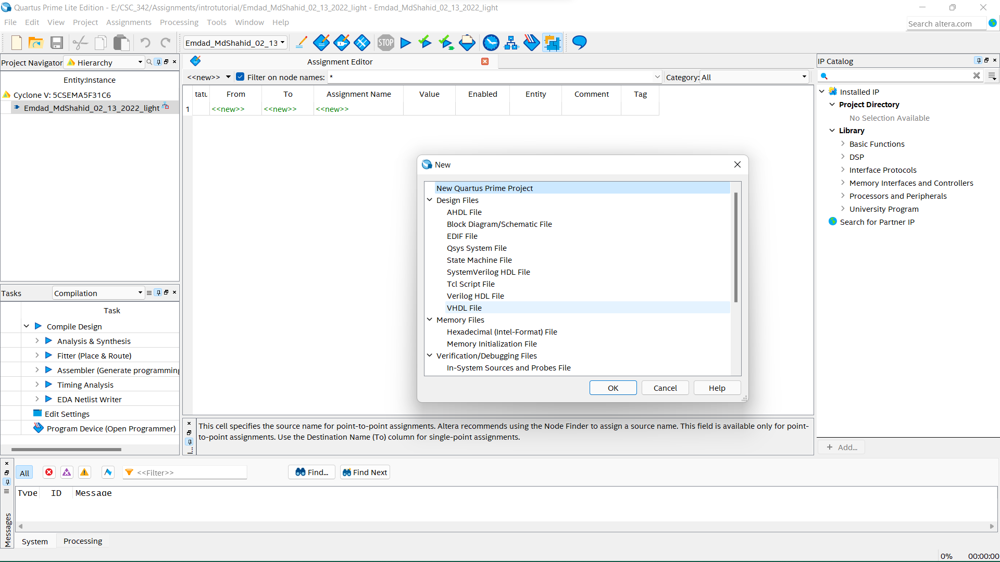 Quartus Prime Lite Edition - E:/CSC_342/Assignments/introtutorial/Emdad_MdShahid_02_13_2022_light - Emdad_MdShahid_02_13_2022_light
File Edit View Project Assignments Processing Tools Window Help
Search altera.com
Emdad_MdShahid_02_13
STOP
Project Navigator Hierarchy
Entity:Instance
Cyclone V: 5CSEMA5F31C6
Emdad_MdShahid_02_13_2022_light
Tasks Compilation
Task
Compile Design
Analysis & Synthesis
Fitter (Place & Route)
Assembler (Generate programming
Timing Analysis
EDA Netlist Writer
Edit Settings
Program Device (Open Programmer)
Assignment Editor
<<new>> Filter on node names: * Category: All
tatu From To Assignment Name Value Enabled Entity Comment Tag
1 <<new>> <<new>> <<new>>
New
New Quartus Prime Project
Design Files
AHDL File
Block Diagram/Schematic File
EDIF File
Qsys System File
State Machine File
SystemVerilog HDL File
Tcl Script File
Verilog HDL File
VHDL File
Memory Files
Hexadecimal (Intel-Format) File
Memory Initialization File
Verification/Debugging Files
In-System Sources and Probes File
OK Cancel Help
This cell specifies the source name for point-to-point assignments. Altera recommends using the Node Finder to assign a source name. This field is available only for point-
to-point assignments. Use the Destination Name (To) column for single-point assignments.
IP Catalog
Installed IP
Project Directory
No Selection Available
Library
Basic Functions
DSP
Interface Protocols
Memory Interfaces and Controllers
Processors and Peripherals
University Program
Search for Partner IP
+ Add...
All <<Filter>> Find... Find Next
Type ID Message
Messages
System Processing
0% 00:00:00